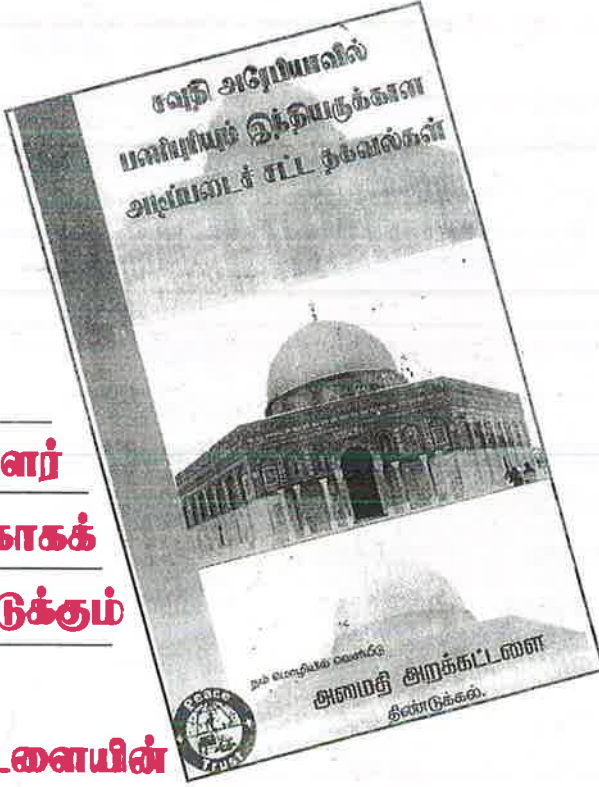 சவுதி அரேபியாவில்
பணிபுரியும் இந்தியருக்கான
அடிப்படைச் சட்ட தகவல்கள்
ளர்
காகக்
டுக்கும்
நம் மொழியில் வெளியீடு
அமைதி அறக்கட்டளை
திண்டுக்கல்.
Peace
Trust
டளையின்